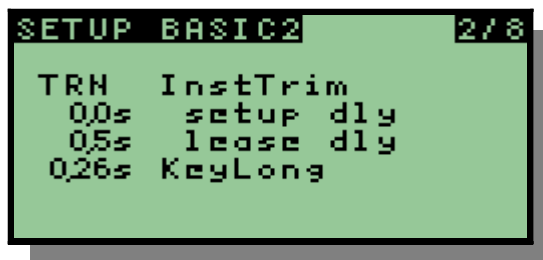 SETUP BASIC2 2/8
TRN InstTrim
0,0s setup dly
0,5s lease dly
0,26s KeyLong